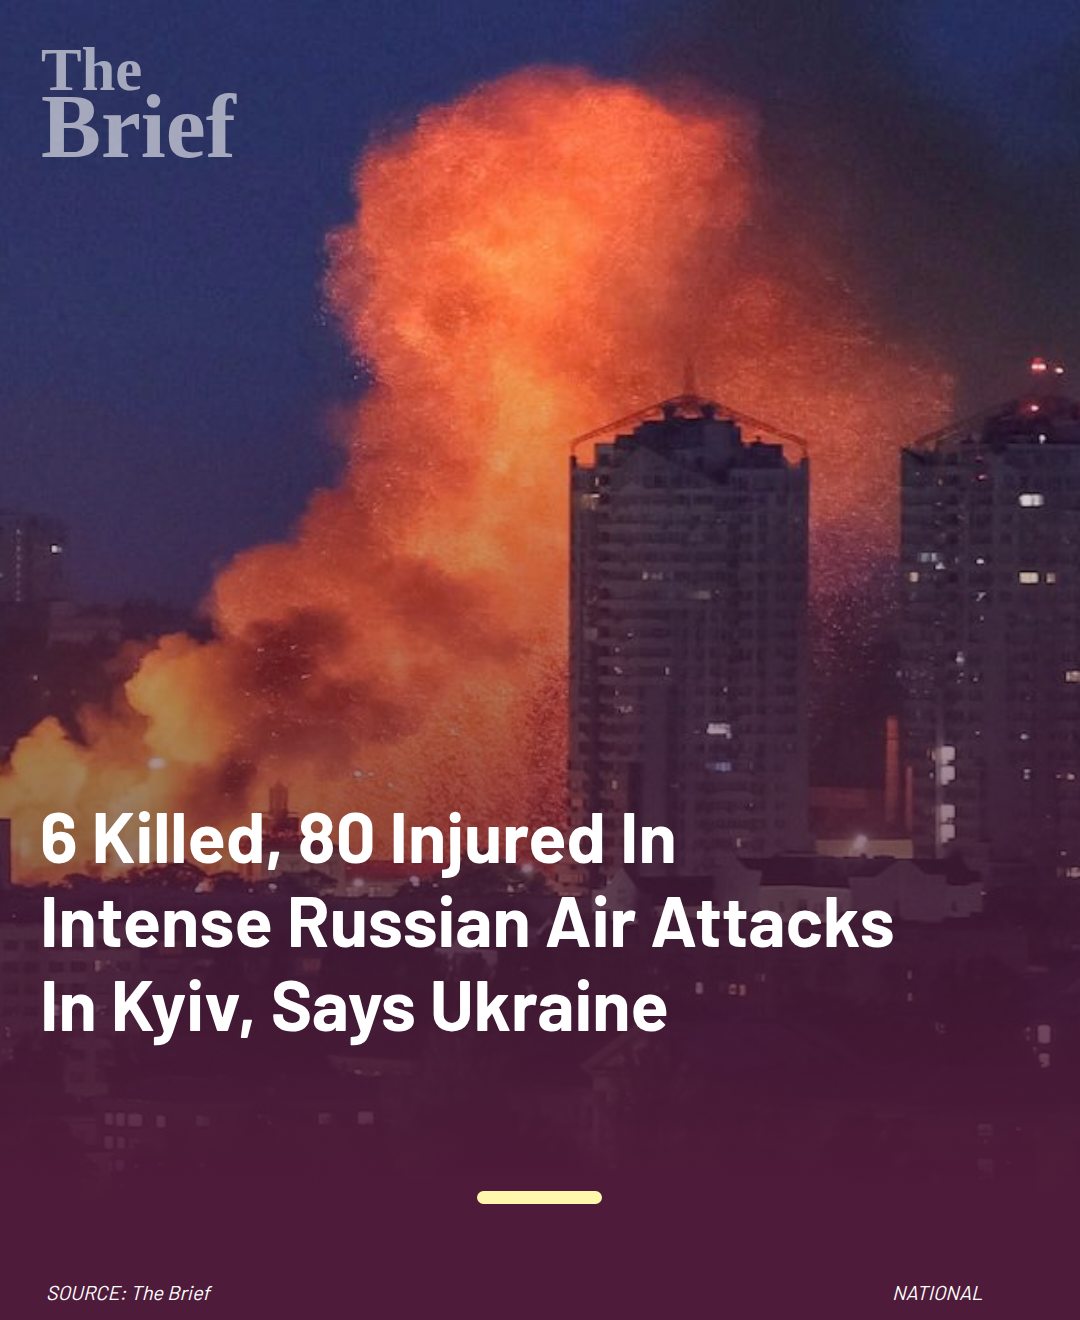 The
Brief
6 Killed, 80 Injured In
Intense Russian Air Attacks
In Kyiv, Says Ukraine
SOURCE: The Brief
NATIONAL